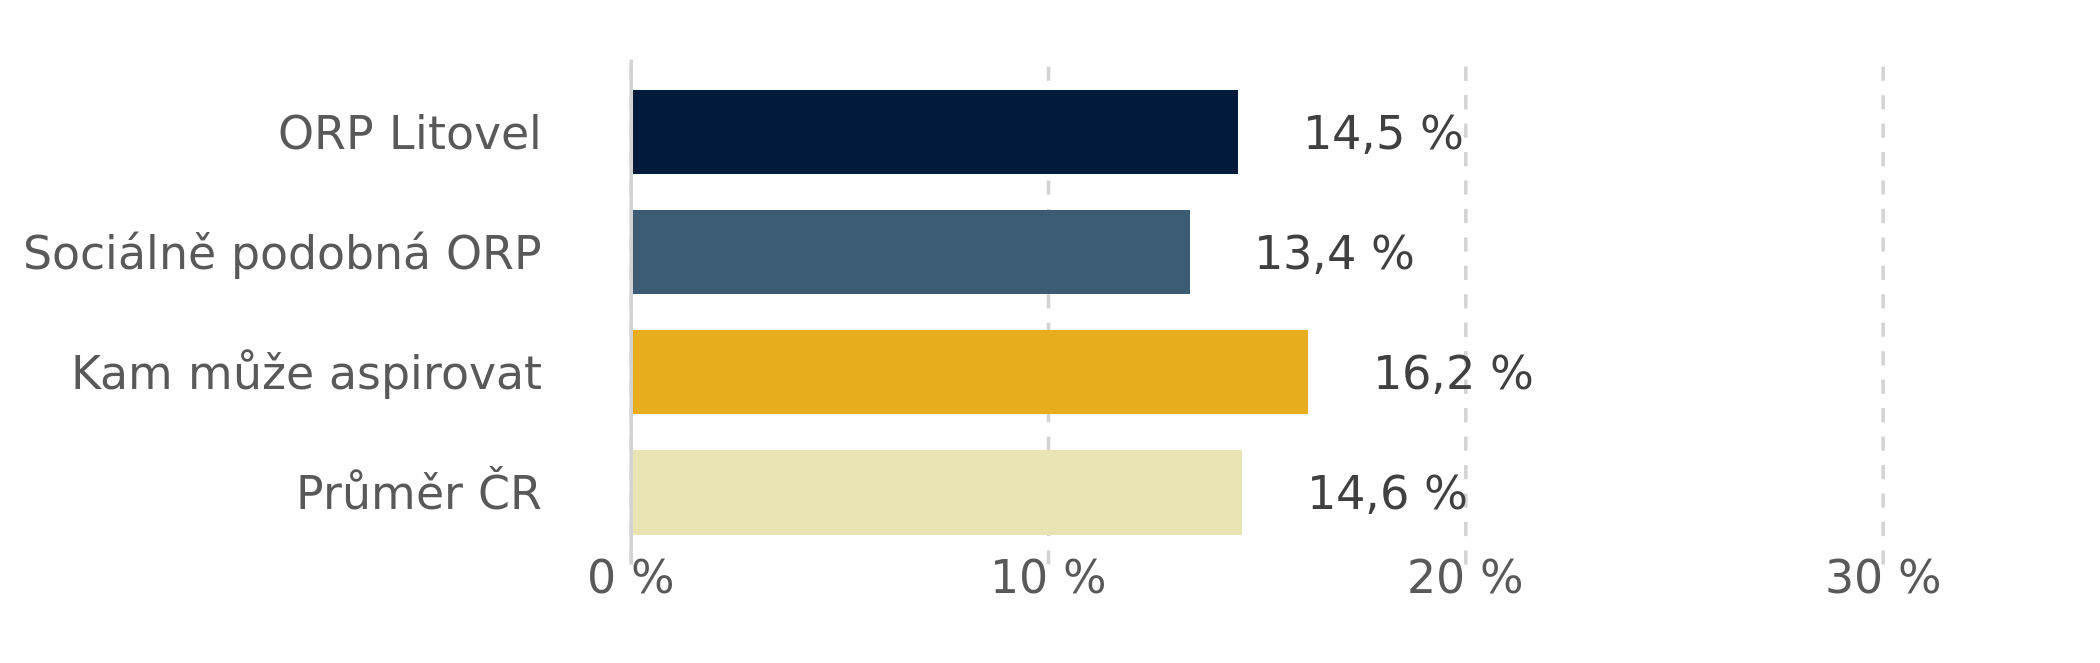 ORP Litovel 14,5 %
Sociálně podobná ORP 13,4 %
Kam může aspirovat 16,2 %
Průměr ČR 14,6 %
0 % 10 % 20 % 30 %